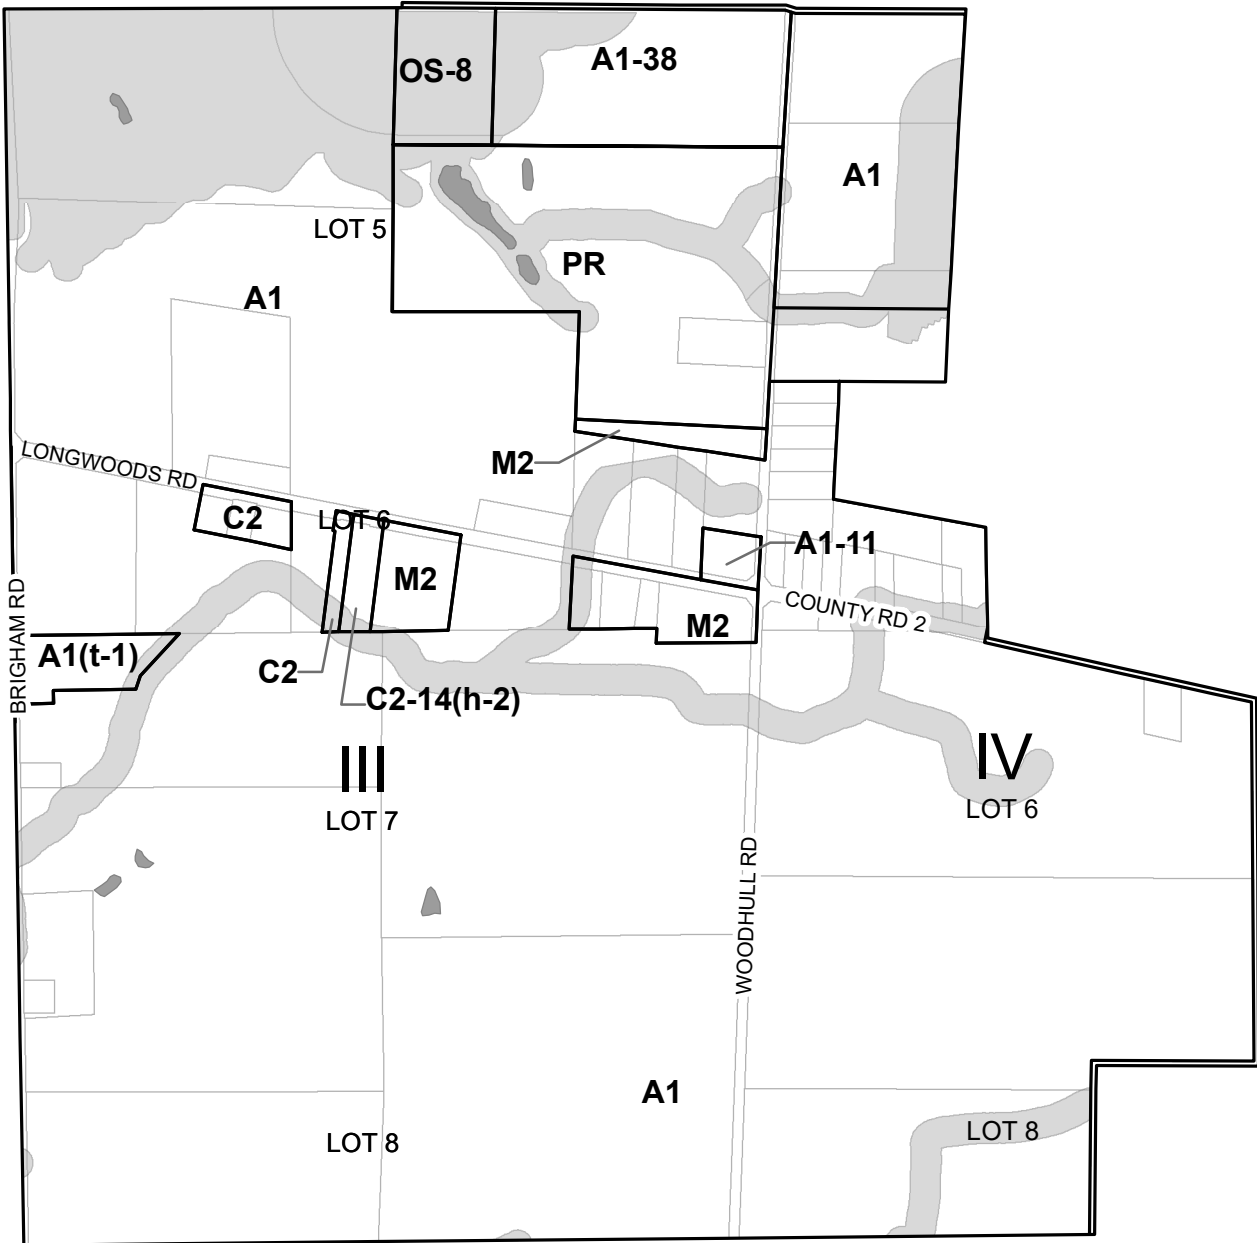 OS-8
A1-38
A1
LOT 5
PR
A1
LONGWOODS RD
M2
C2
LOT 6
A1-11
M2
COUNTY RD 2
M2
BRIGHAM RD
A1(t-1)
C2
C2-14(h-2)
III
IV
LOT 7
LOT 6
WOODHULL RD
A1
LOT 8
LOT 8